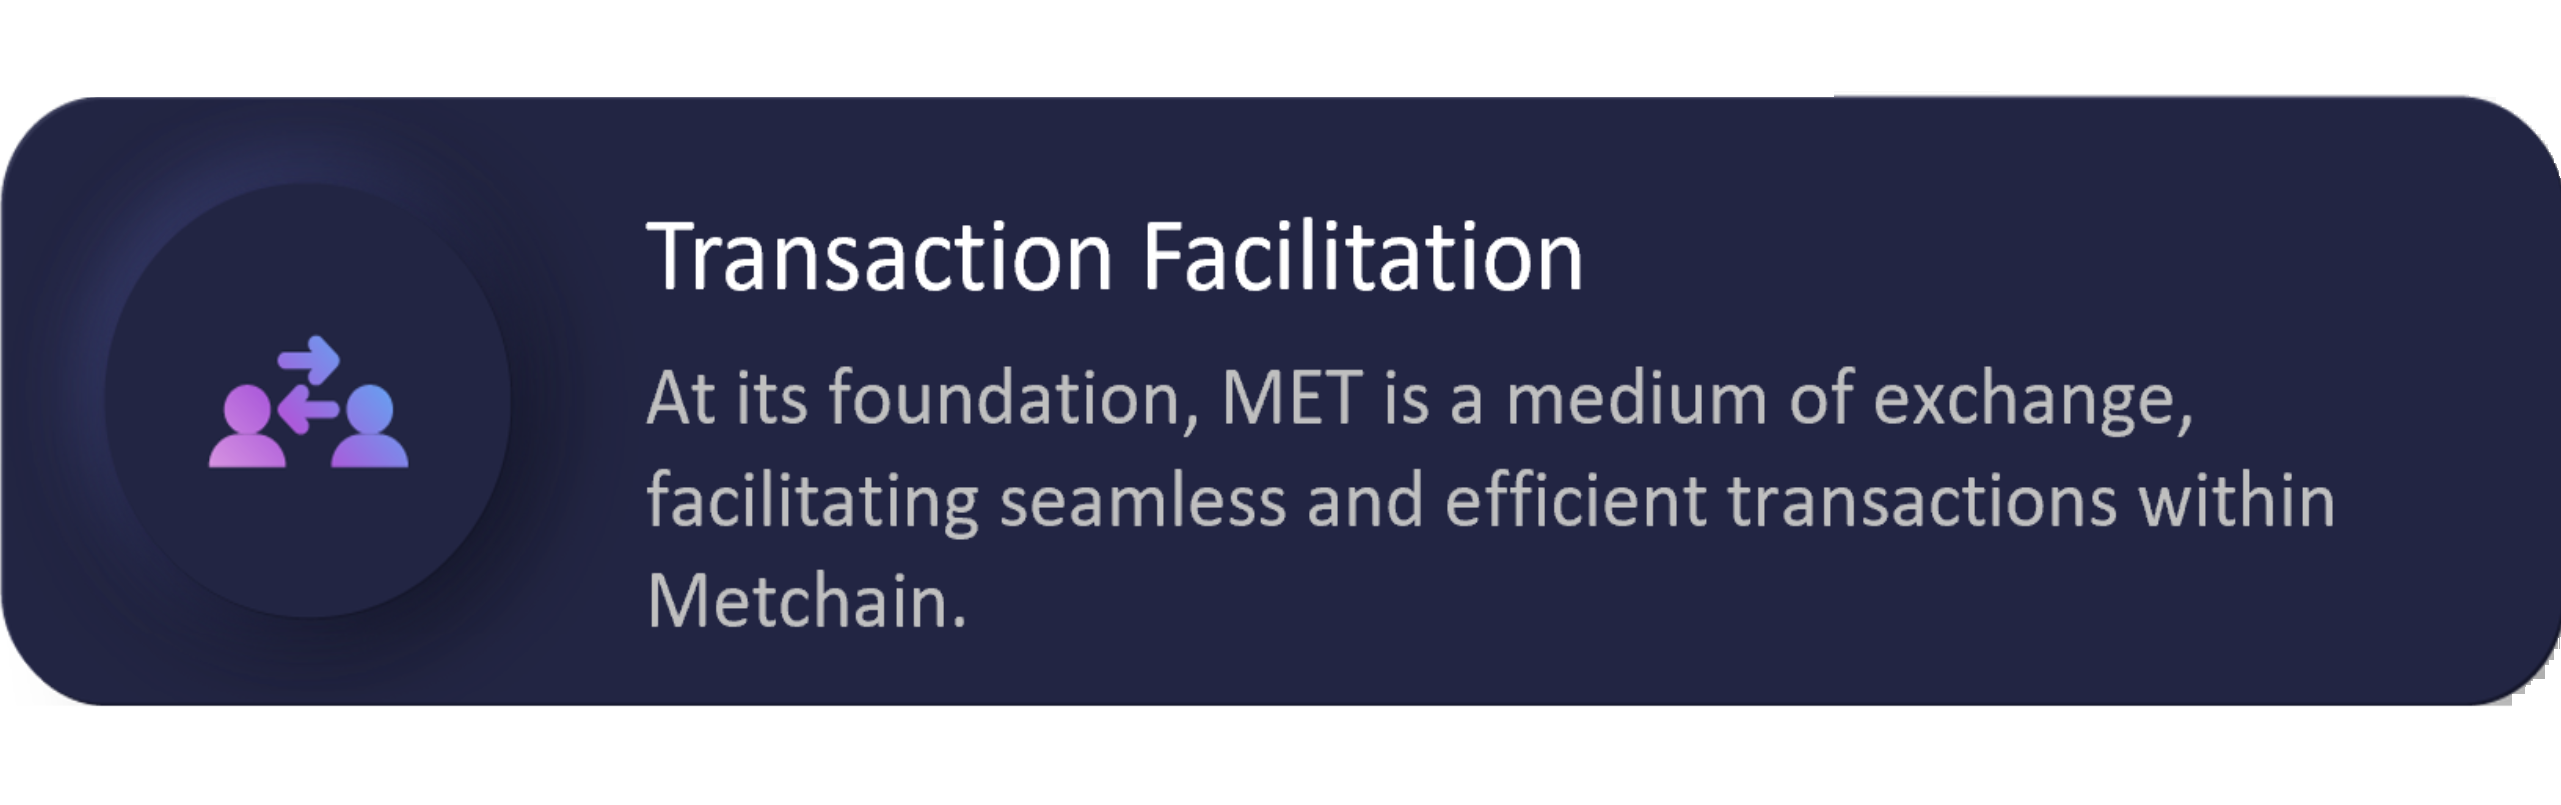 Transaction Facilitation
At its foundation, MET is a medium of exchange,
facilitating seamless and efficient transactions within
Metchain.